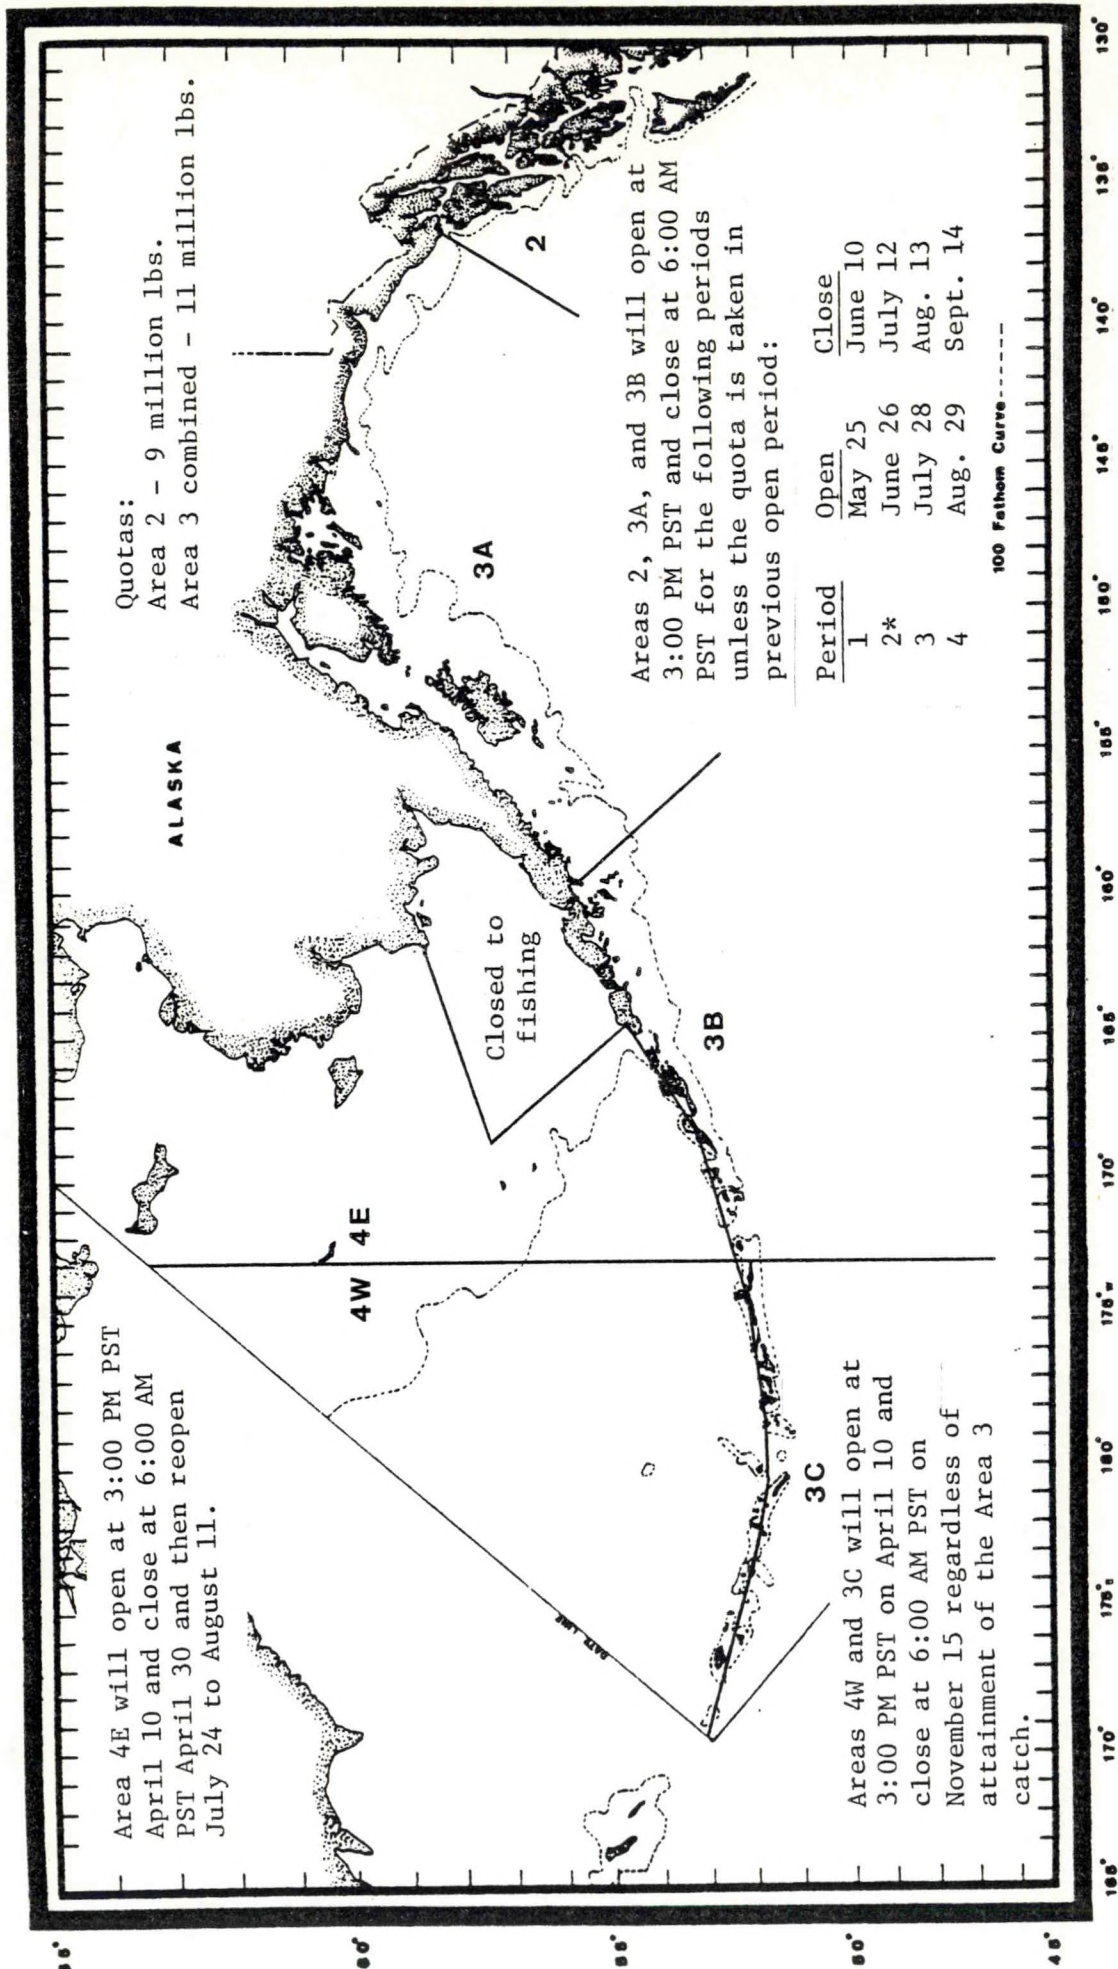 Area 4E will open at 3:00 PM PST
April 10 and close at 6:00 AM
PST April 30 and then reopen
July 24 to August 11.
ALASKA
Quotas:
Area 2 - 9 million lbs.
Area 3 combined - 11 million lbs.
4W
4E
Closed to
fishing
3A
2
3B
3C
DATE LINE
Areas 4W and 3C will open at
3:00 PM PST on April 10 and
close at 6:00 AM PST on
November 15 regardless of
attainment of the Area 3
catch.
Areas 2, 3A, and 3B will open at
3:00 PM PST and close at 6:00 AM
PST for the following periods
unless the quota is taken in
previous open period:
Period Open Close
1 May 25 June 10
2* June 26 July 12
3 July 28 Aug. 13
4 Aug. 29 Sept. 14
100 Fathom Curve------
60°
55°
50°
45°
165° 170° 175°E 180° 175°W 170° 165° 160° 155° 150° 145° 140° 135° 130°